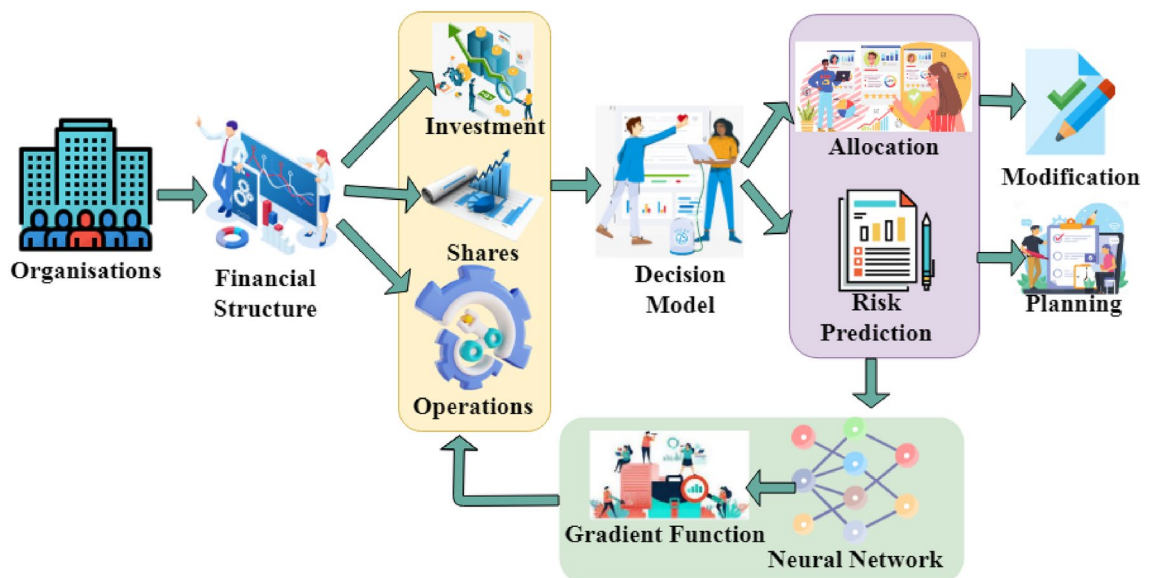 Organisations
Financial
Structure
Investment
Shares
Operations
Decision
Model
Allocation
Risk
Prediction
Modification
Planning
Gradient Function
Neural Network